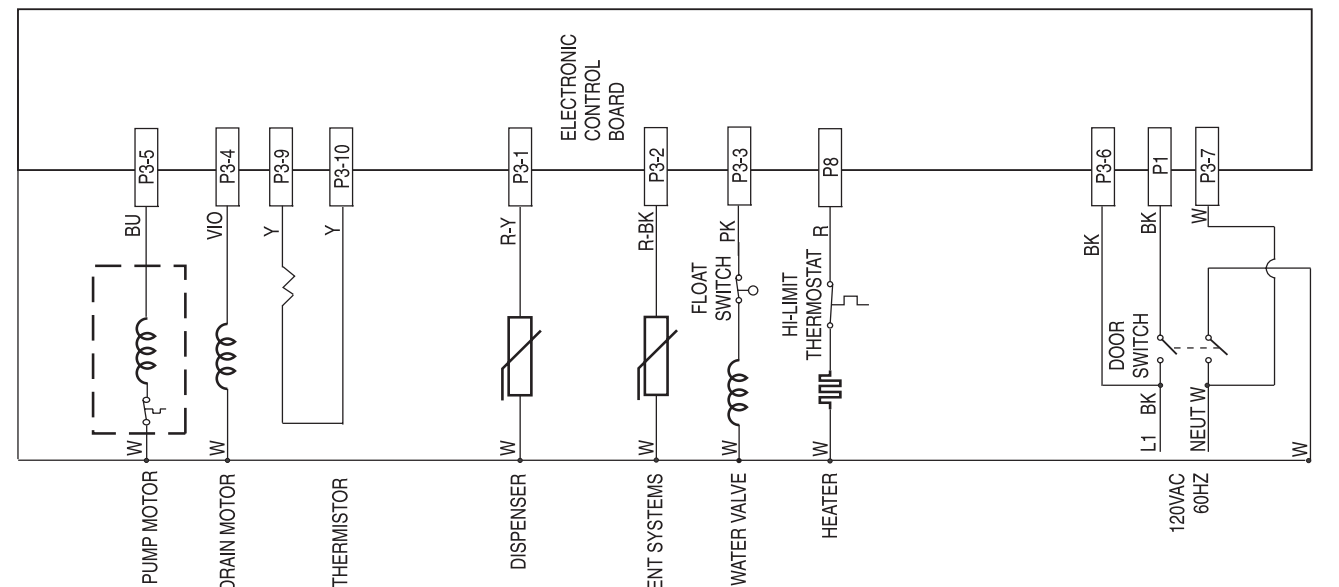 ELECTRONIC
CONTROL
BOARD
P3-5
P3-4
P3-9
P3-10
P3-1
P3-2
P3-3
P8
P3-6
P1
P3-7
BU
VIO
Y
Y
R-Y
R-BK
PK
R
BK
BK
W
FLOAT
SWITCH
HI-LIMIT
THERMOSTAT
DOOR
SWITCH
W
W
W
W
W
W
L1 BK
NEUT W
W
PUMP MOTOR
DRAIN MOTOR
THERMISTOR
DISPENSER
ENT SYSTEMS
WATER VALVE
HEATER
120VAC
60HZ